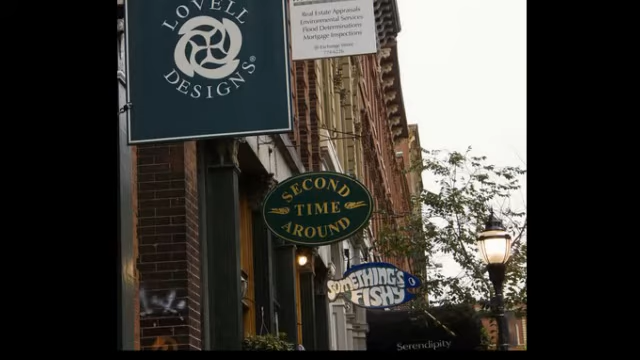 LOVELL
DESIGNS®
Real Estate Appraisals
Environmental Services
Flood Determinations
Mortgage Inspections
SECOND
TIME
AROUND
SOMETHING'S
FISHY
Serendipity